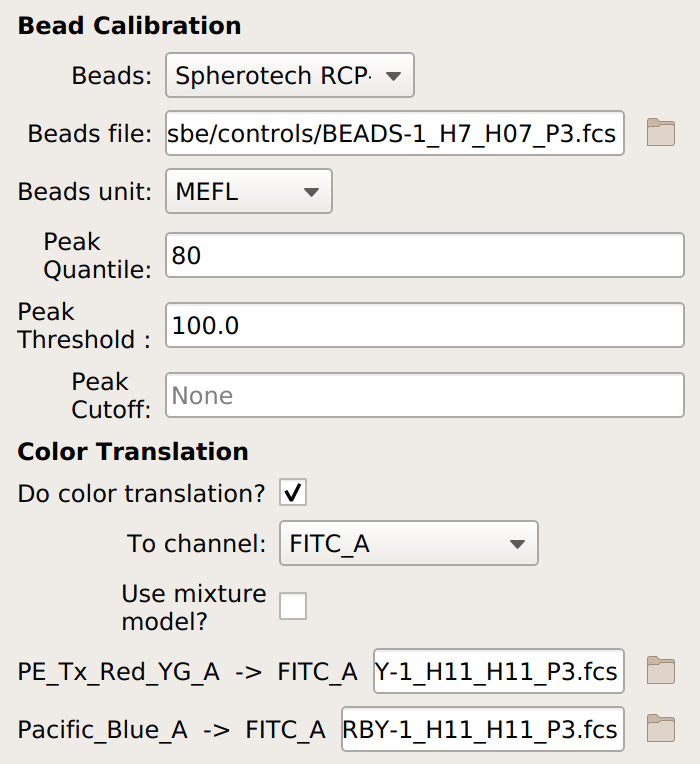 Bead Calibration
Beads: Spherotech RCP-
Beads file: sbe/controls/BEADS-1_H7_H07_P3.fcs
Beads unit: MEFL
Peak
Quantile: 80
Peak
Threshold : 100.0
Peak
Cutoff: None
Color Translation
Do color translation?
To channel: FITC_A
Use mixture
model?
PE_Tx_Red_YG_A -> FITC_A Y-1_H11_H11_P3.fcs
Pacific_Blue_A -> FITC_A RBY-1_H11_H11_P3.fcs